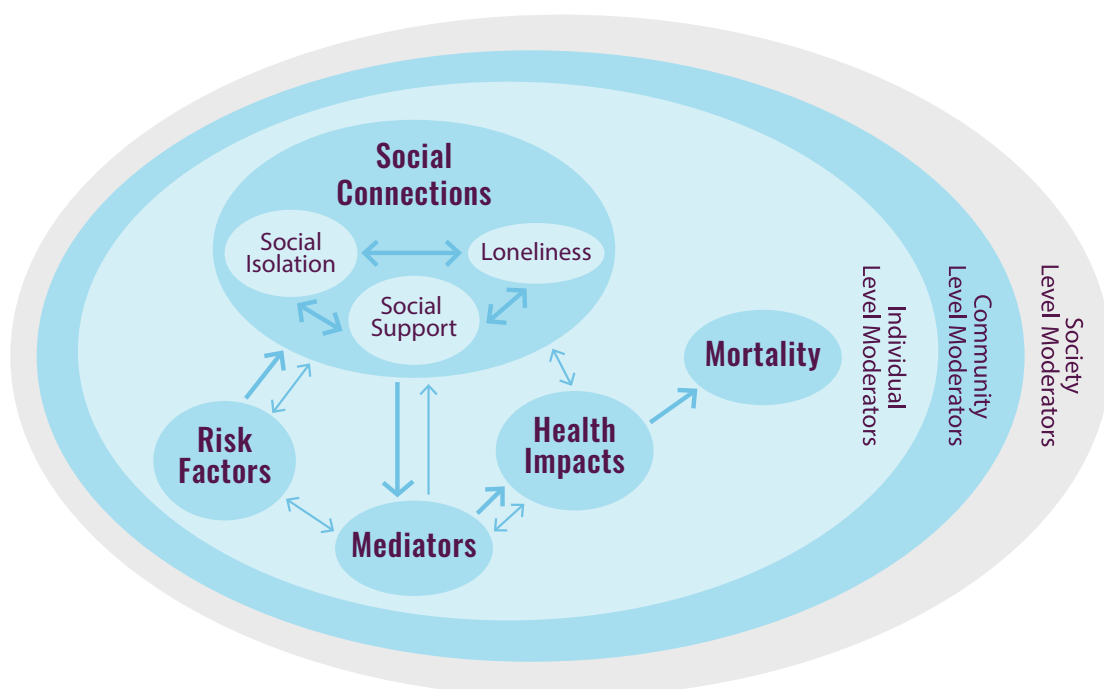 Social
Connections
Social
Isolation
Loneliness
Social
Support
Risk
Factors
Mediators
Health
Impacts
Mortality
Individual
Level Moderators
Community
Level Moderators
Society
Level Moderators